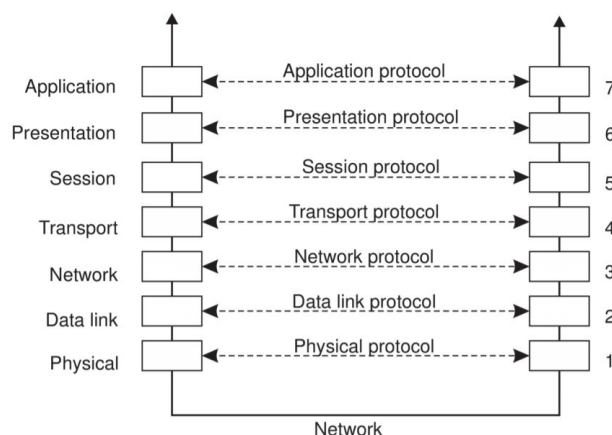 Application Application protocol 7
Presentation Presentation protocol 6
Session Session protocol 5
Transport Transport protocol 4
Network Network protocol 3
Data link Data link protocol 2
Physical Physical protocol 1
Network